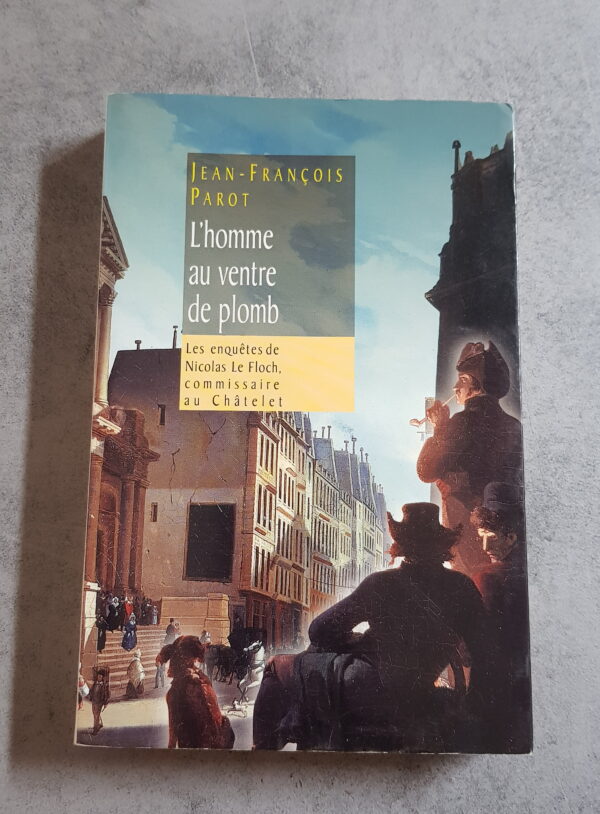 JEAN-FRANÇOIS
PAROT
L'homme
au ventre
de plomb
Les enquêtes de
Nicolas Le Floch,
commissaire
au Châtelet